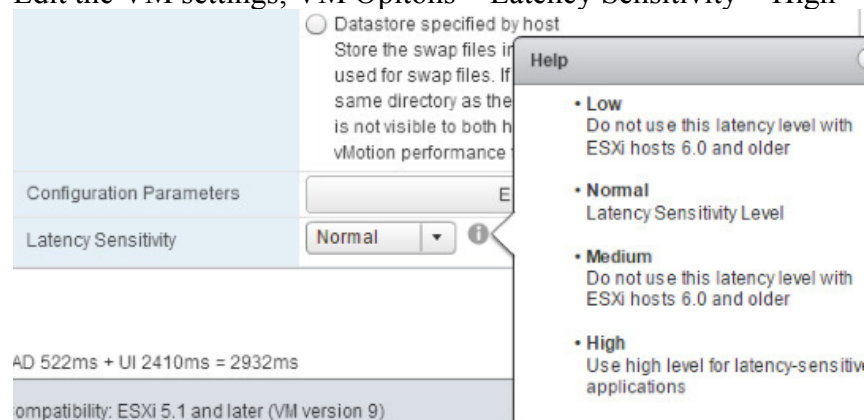 Edit the VM settings, VM Opitons – Latency Sensitivity – High
Datastore specified by host
Store the swap files in
used for swap files. If
same directory as the
is not visible to both h
vMotion performance
Configuration Parameters
E
Latency Sensitivity
Normal
Help
• Low
Do not use this latency level with
ESXi hosts 6.0 and older
• Normal
Latency Sensitivity Level
• Medium
Do not use this latency level with
ESXi hosts 6.0 and older
• High
Use high level for latency-sensitive
applications
AD 522ms + UI 2410ms = 2932ms
ompatibility: ESXi 5.1 and later (VM version 9)